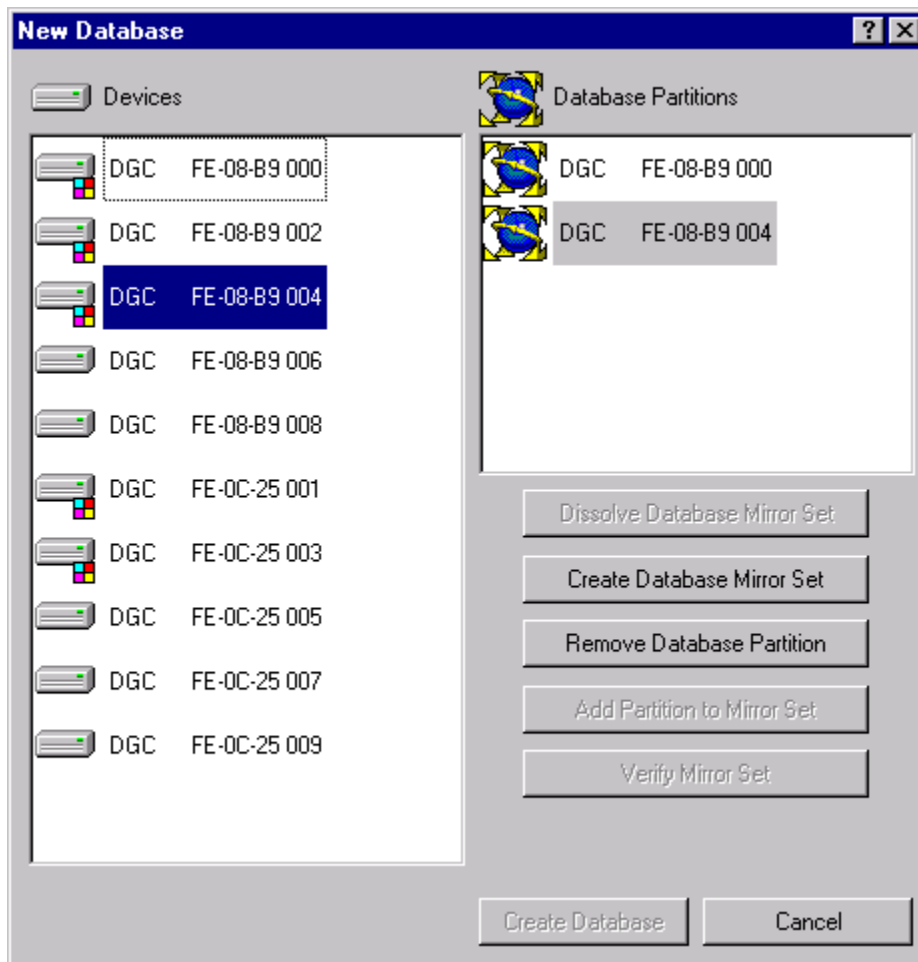 New Database
Devices
DGC FE-08-B9 000
DGC FE-08-B9 002
DGC FE-08-B9 004
DGC FE-08-B9 006
DGC FE-08-B9 008
DGC FE-0C-25 001
DGC FE-0C-25 003
DGC FE-0C-25 005
DGC FE-0C-25 007
DGC FE-0C-25 009
Database Partitions
DGC FE-08-B9 000
DGC FE-08-B9 004
Dissolve Database Mirror Set
Create Database Mirror Set
Remove Database Partition
Add Partition to Mirror Set
Verify Mirror Set
Create Database
Cancel